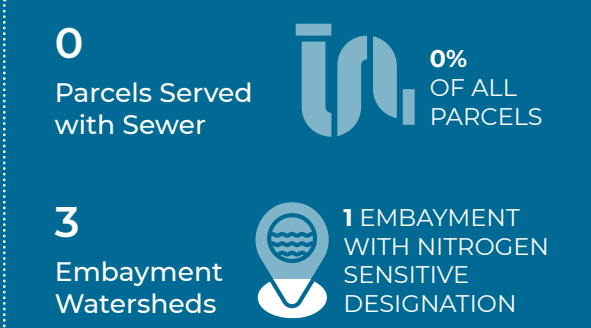 0
Parcels Served
with Sewer
0%
OF ALL
PARCELS
3
Embayment
Watersheds
1 EMBAYMENT
WITH NITROGEN
SENSITIVE
DESIGNATION